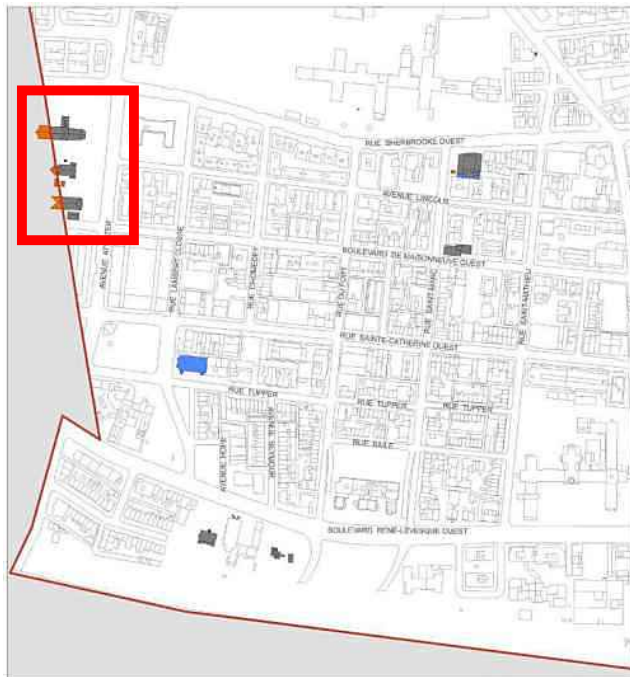 RUE SHERBROOKE OUEST
AVENUE LINCOLN
BOULEVARD DE MAISONNEUVE OUEST
AVENUE ATWATER
RUE LAMBERT-CLOSSE
RUE CHOMEDEY
RUE DU FORT
RUE SAINT-MARC
RUE SAINT-MATHIEU
RUE SAINTE-CATHERINE OUEST
RUE TUPPER
RUE TUPPER
RUE TUPPER
RUE BAILE
AVENUE HOPE
BOULEVARD RENÉ-LÉVESQUE OUEST